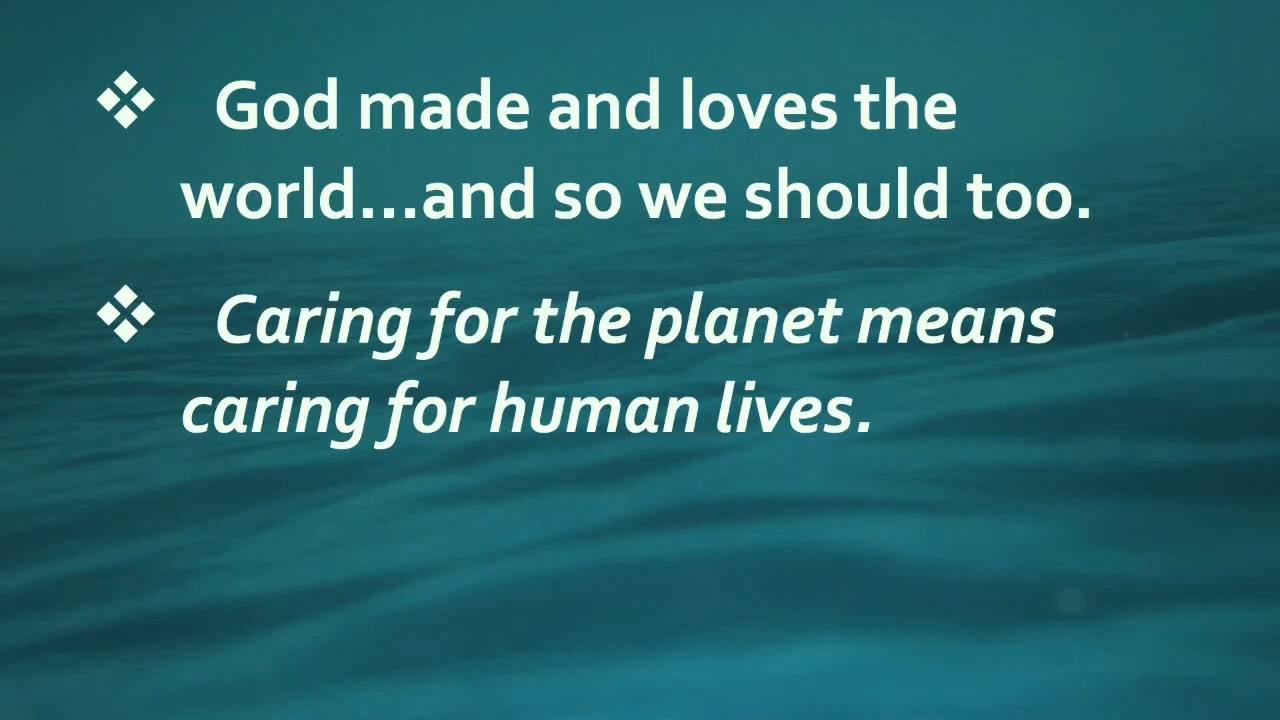 ❖ God made and loves the
world...and so we should too.
❖ Caring for the planet means
caring for human lives.